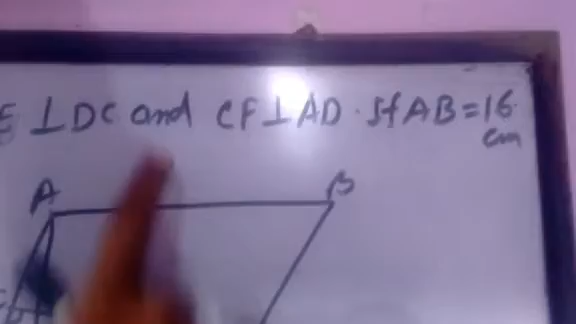 E ⊥ DC and CF ⊥ AD. If AB = 16
cm
A B